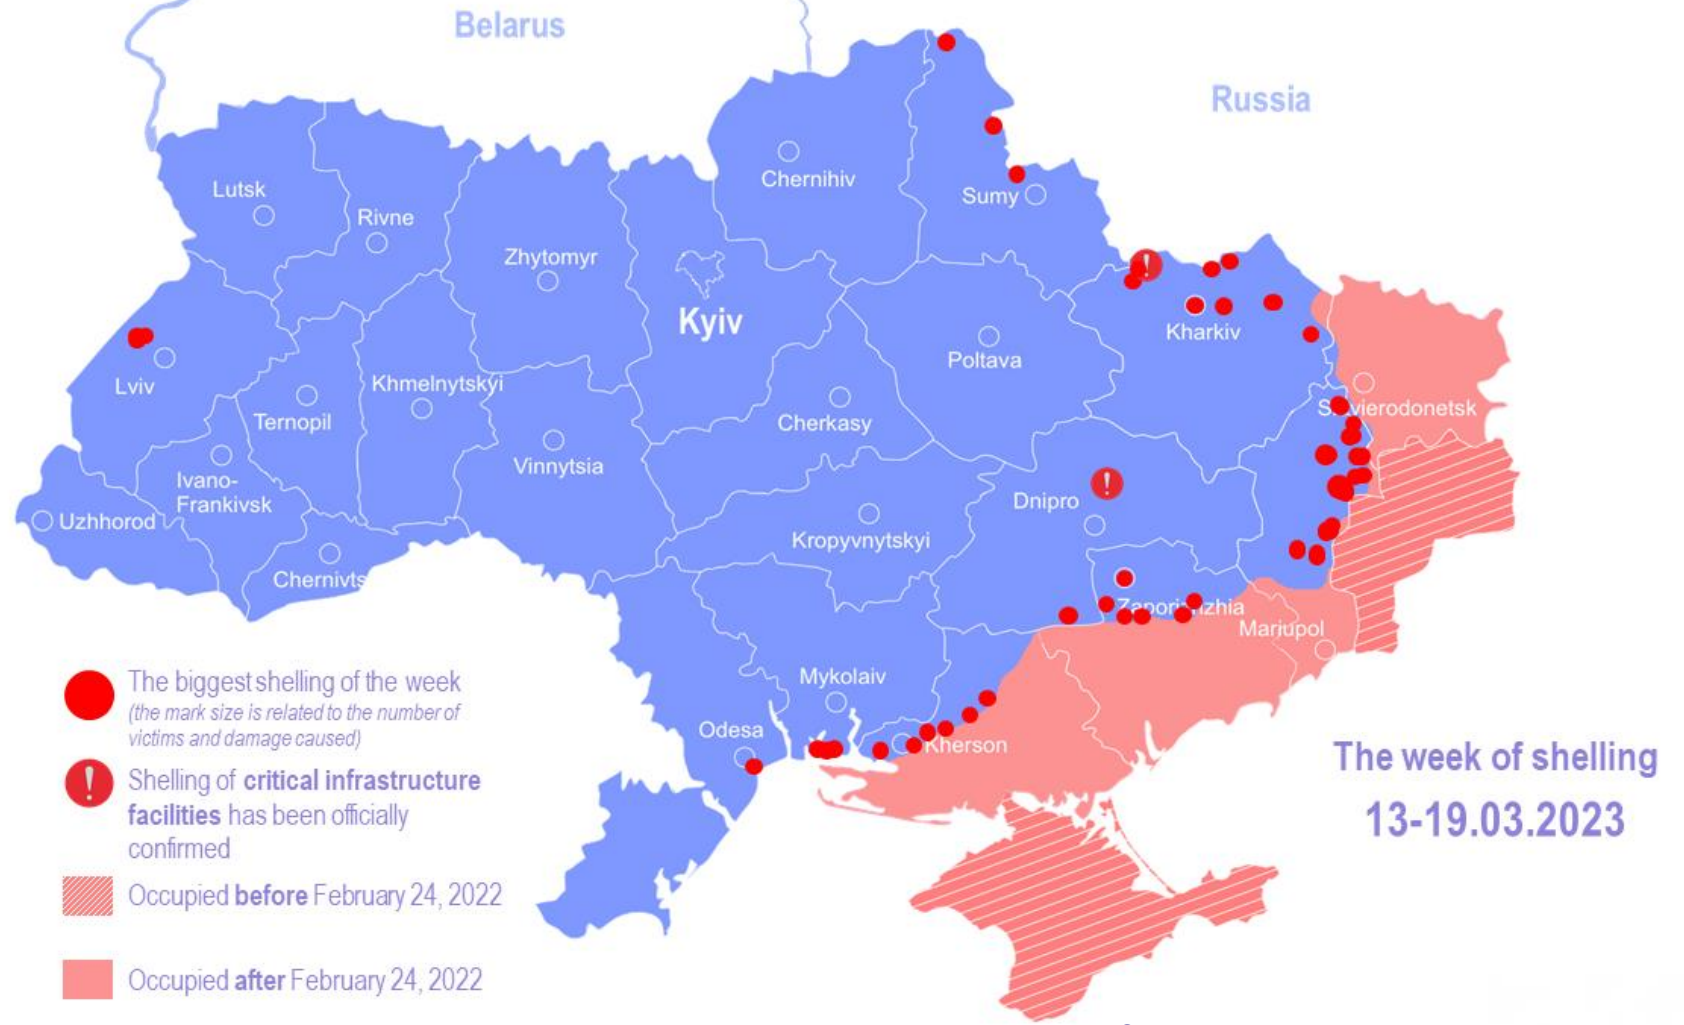 Belarus
Russia
Chernihiv
Lutsk
Sumy
Rivne
Zhytomyr
Kyiv
Kharkiv
Poltava
Lviv
Khmelnytskyi
Ternopil
Cherkasy
Vinnytsia
Ivano-
Frankivsk
Dnipro
Uzhhorod
Kropyvnytskyi
Chernivts
Mariupol
Mykolaiv
Odesa
Kherson
The biggest shelling of the week
(the mark size is related to the number of
victims and damage caused)
! Shelling of critical infrastructure
facilities has been officially
confirmed
Occupied before February 24, 2022
Occupied after February 24, 2022
The week of shelling
13-19.03.2023